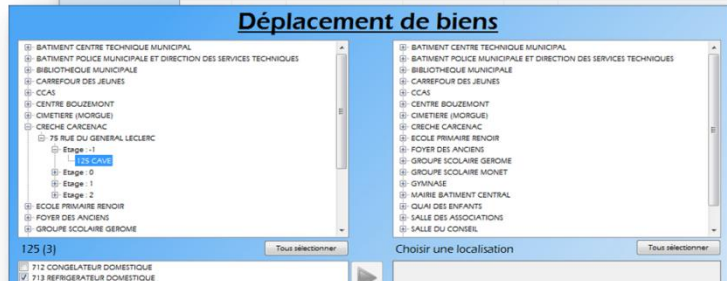 Déplacement de biens
BATIMENT CENTRE TECHNIQUE MUNICIPAL
BATIMENT POLICE MUNICIPALE ET DIRECTION DES SERVICES TECHNIQUES
BIBLIOTHEQUE MUNICIPALE
CARREFOUR DES JEUNES
CCAS
CENTRE BOUZEMONT
CIMETIERE (MORGUE)
CRECHE CARCENAC
75 RUE DU GENERAL LECLERC
Etage : -1
125 CAVE
Etage : 0
Etage : 1
Etage : 2
ECOLE PRIMAIRE RENOIR
FOYER DES ANCIENS
GROUPE SCOLAIRE GEROME
125 (3)
Tous sélectionner
712 CONGELATEUR DOMESTIQUE
713 REFRIGERATEUR DOMESTIQUE
BATIMENT CENTRE TECHNIQUE MUNICIPAL
BATIMENT POLICE MUNICIPALE ET DIRECTION DES SERVICES TECHNIQUES
BIBLIOTHEQUE MUNICIPALE
CARREFOUR DES JEUNES
CCAS
CENTRE BOUZEMONT
CIMETIERE (MORGUE)
CRECHE CARCENAC
ECOLE PRIMAIRE RENOIR
FOYER DES ANCIENS
GROUPE SCOLAIRE GEROME
GROUPE SCOLAIRE MONET
GYMNASE
MAIRIE BATIMENT CENTRAL
QUAI DES ENFANTS
SALLE DES ASSOCIATIONS
SALLE DU CONSEIL
Choisir une localisation
Tous sélectionner